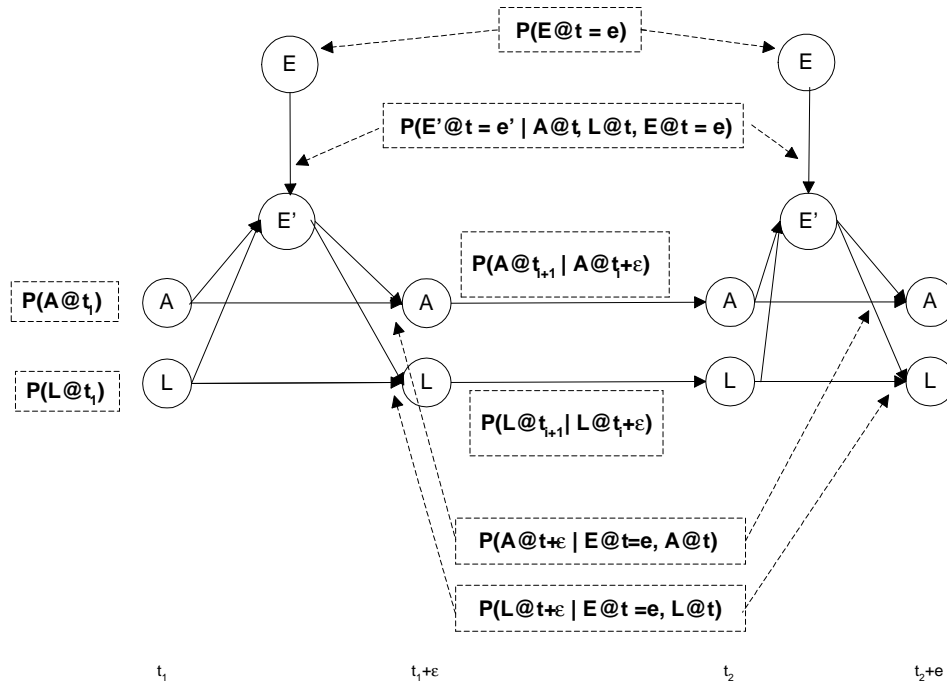 P(E@t = e)
E
E
P(E'@t = e' | A@t, L@t, E@t = e)
E'
E'
P(A@t_{i+1} | A@t_i+ε)
P(A@t_1)
A
A
A
A
P(L@t_1)
L
L
L
L
P(L@t_{i+1} | L@t_i+ε)
P(A@t+ε | E@t=e, A@t)
P(L@t+ε | E@t =e, L@t)
t_1
t_1+ε
t_2
t_2+e